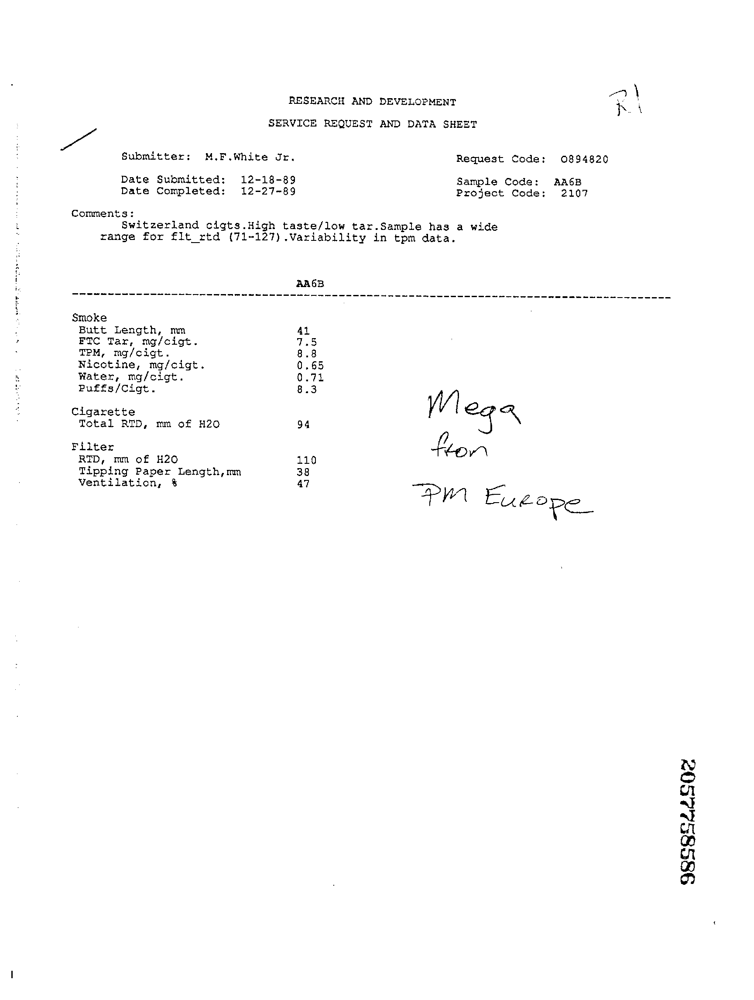 RESEARCH AND DEVELOPMENT
SERVICE REQUEST AND DATA SHEET
Submitter: M.F.White Jr. Request Code: O894820
Date Submitted: 12-18-89 Sample Code: AA6B
Date Completed: 12-27-89 Project Code: 2107
Comments:
Switzerland cigts.High taste/low tar.Sample has a wide
range for flt_rtd (71-127).Variability in tpm data.
AA6B
Smoke
Butt Length, mm 41
FTC Tar, mg/cigt. 7.5
TPM, mg/cigt. 8.8
Nicotine, mg/cigt. 0.65
Water, mg/cigt. 0.71
Puffs/Cigt. 8.3
Cigarette
Total RTD, mm of H2O 94
Filter
RTD, mm of H2O 110
Tipping Paper Length,mm 38
Ventilation, % 47
Mega
from
PM Europe
2057758586